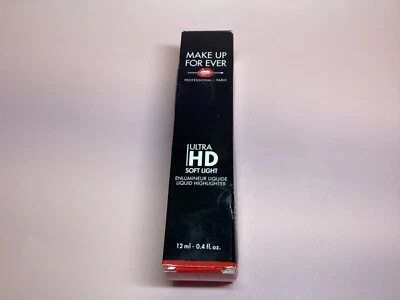 MAKE UP
FOR EVER
PROFESSIONAL - PARIS
ULTRA
HD
SOFT LIGHT
ENLUMINEUR LIQUIDE
LIQUID HIGHLIGHTER
12 ml - 0.4 fl. oz.